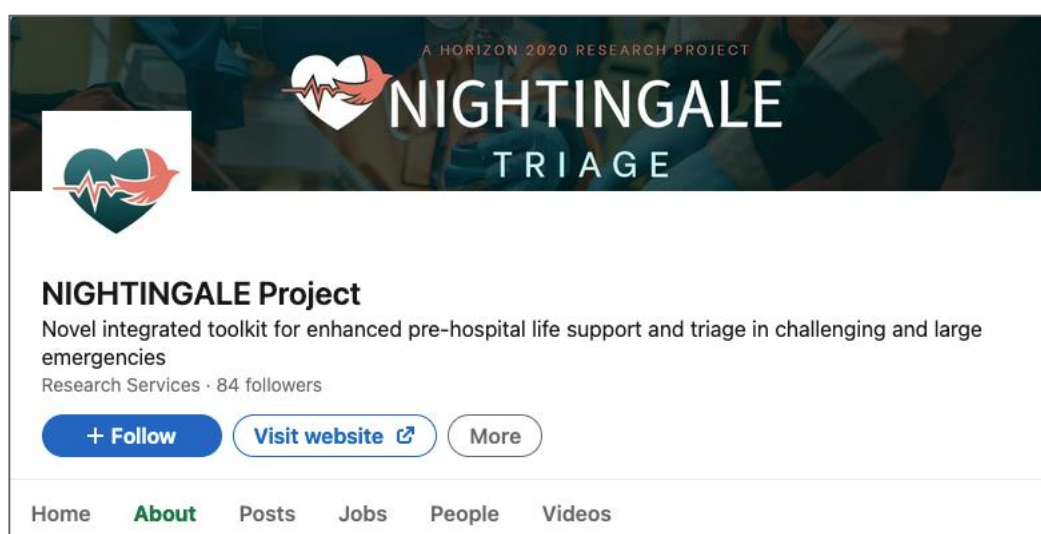 A HORIZON 2020 RESEARCH PROJECT
NIGHTINGALE
TRIAGE
NIGHTINGALE Project
Novel integrated toolkit for enhanced pre-hospital life support and triage in challenging and large
emergencies
Research Services · 84 followers
+ Follow Visit website More
Home About Posts Jobs People Videos